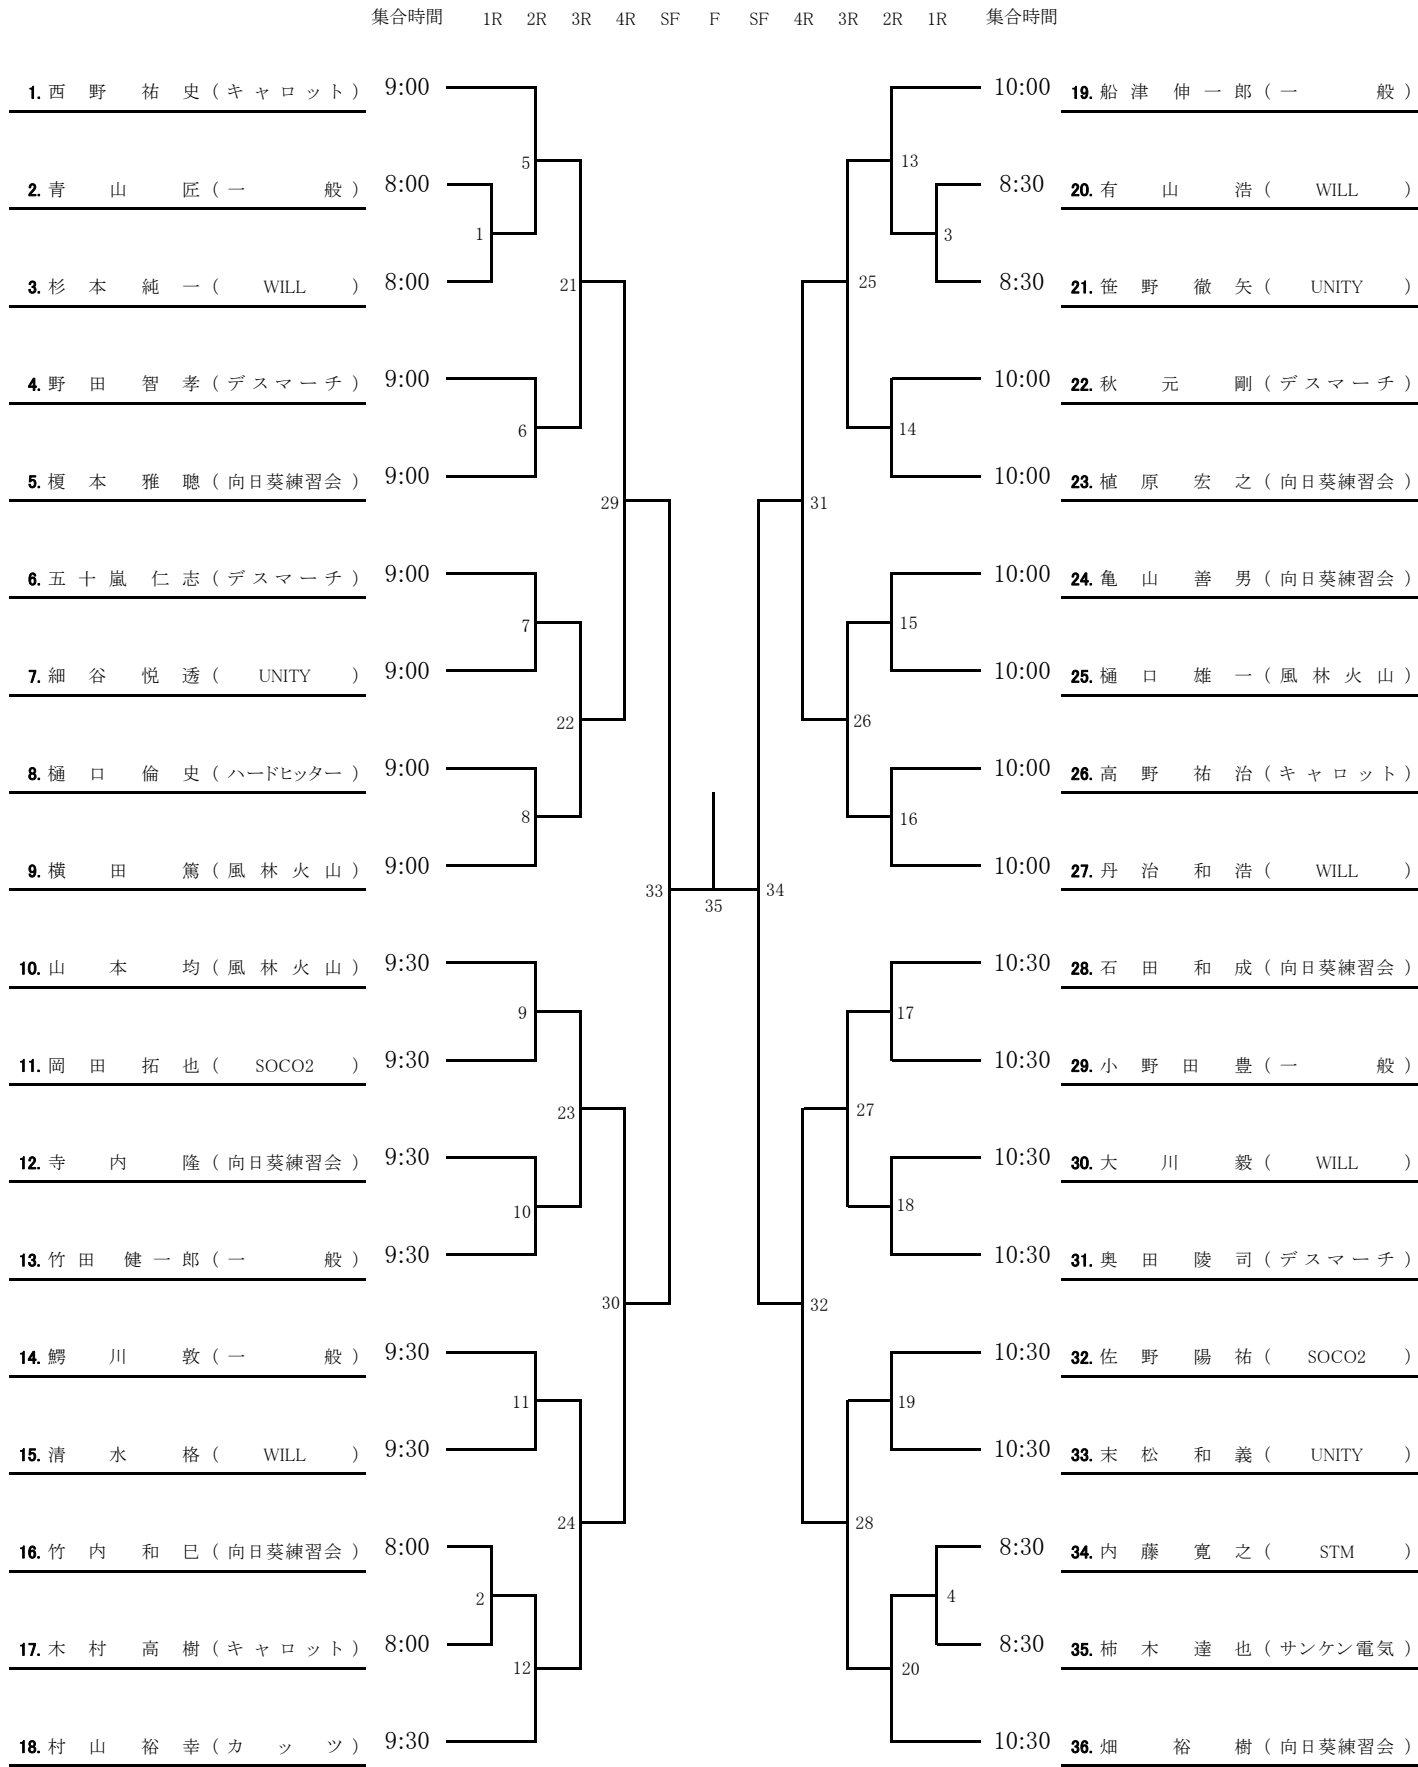 集合時間 1R 2R 3R 4R SF F SF 4R 3R 2R 1R 集合時間
1. 西野 祐史 (キャロット) 9:00
2. 青山 匠 (一般) 8:00
3. 杉本 純一 (WILL) 8:00
4. 野田 智孝 (デスマーチ) 9:00
5. 榎本 雅聰 (向日葵練習会) 9:00
6. 五十嵐 仁志 (デスマーチ) 9:00
7. 細谷 悦透 (UNITY) 9:00
8. 樋口 倫史 (ハードヒッター) 9:00
9. 横田 篤 (風林火山) 9:00
10. 山本 均 (風林火山) 9:30
11. 岡田 拓也 (SOCO2) 9:30
12. 寺内 隆 (向日葵練習会) 9:30
13. 竹田 健一郎 (一般) 9:30
14. 鰐川 敦 (一般) 9:30
15. 清水 格 (WILL) 9:30
16. 竹内 和巳 (向日葵練習会) 8:00
17. 木村 高樹 (キャロット) 8:00
18. 村山 裕幸 (カッツ) 9:30
5
1
21
6
29
7
22
8
33
9
23
10
30
11
24
2
12
35
13
3
25
14
31
15
26
16
34
17
27
18
32
19
28
4
20
10:00 19. 船津 伸一郎 (一般)
8:30 20. 有山 浩 (WILL)
8:30 21. 笹野 徹矢 (UNITY)
10:00 22. 秋元 剛 (デスマーチ)
10:00 23. 植原 宏之 (向日葵練習会)
10:00 24. 亀山 善男 (向日葵練習会)
10:00 25. 樋口 雄一 (風林火山)
10:00 26. 高野 祐治 (キャロット)
10:00 27. 丹治 和浩 (WILL)
10:30 28. 石田 和成 (向日葵練習会)
10:30 29. 小野田 豊 (一般)
10:30 30. 大川 毅 (WILL)
10:30 31. 奥田 陵司 (デスマーチ)
10:30 32. 佐野 陽祐 (SOCO2)
10:30 33. 末松 和義 (UNITY)
8:30 34. 内藤 寛之 (STM)
8:30 35. 柿木 達也 (サンケン電気)
10:30 36. 畑 裕樹 (向日葵練習会)